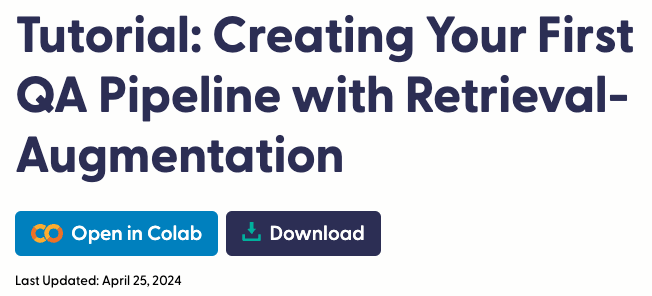 Tutorial: Creating Your First
QA Pipeline with Retrieval-
Augmentation
Open in Colab
Download
Last Updated: April 25, 2024